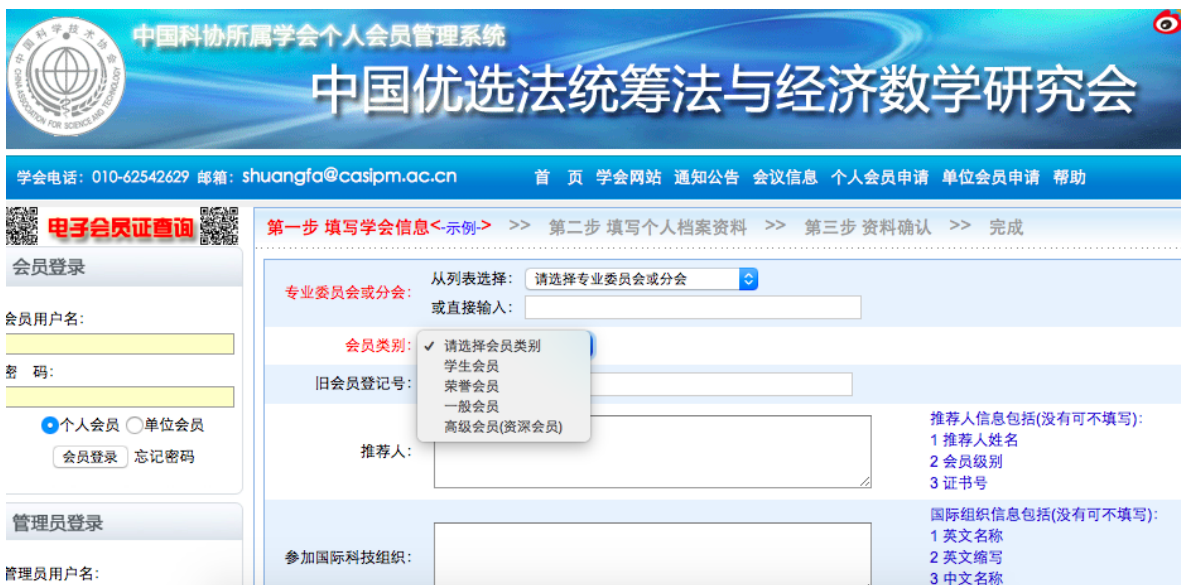 中国科协所属学会个人会员管理系统
中国优选法统筹法与经济数学研究会
学会电话：010-62542629 邮箱：shuangfa@casipm.ac.cn
首 页 学会网站 通知公告 会议信息 个人会员申请 单位会员申请 帮助
电子会员证查询
会员登录
会员用户名：
密 码：
个人会员 单位会员
会员登录 忘记密码
管理员登录
管理员用户名：
第一步 填写学会信息<-示例-> >> 第二步 填写个人档案资料 >> 第三步 资料确认 >> 完成
专业委员会或分会：
从列表选择： 请选择专业委员会或分会
或直接输入：
会员类别： ✓ 请选择会员类别
学生会员
荣誉会员
一般会员
高级会员(资深会员)
旧会员登记号：
推荐人：
推荐人信息包括(没有可不填写)：
1 推荐人姓名
2 会员级别
3 证书号
参加国际科技组织：
国际组织信息包括(没有可不填写)：
1 英文名称
2 英文缩写
3 中文名称